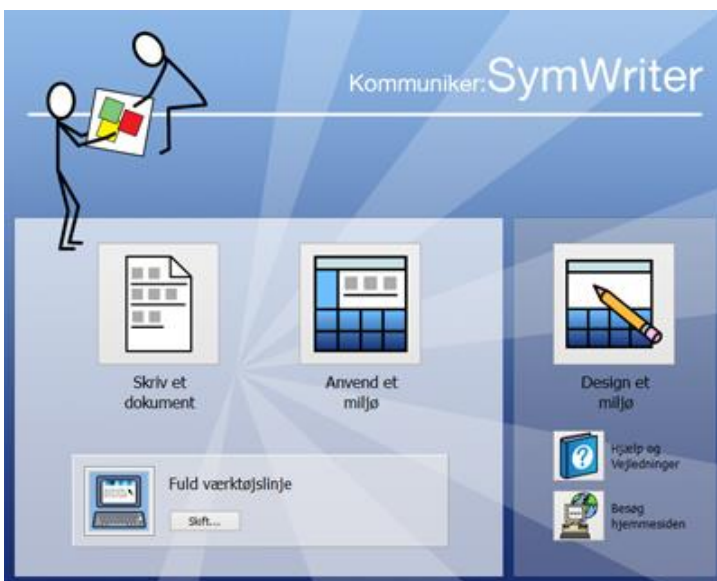 Kommuniker:SymWriter
Skriv et
dokument
Anvend et
miljø
Design et
miljø
Fuld værktøjslinje
Skift...
Hjælp og
Vejledninger
Besøg
hjemmesiden